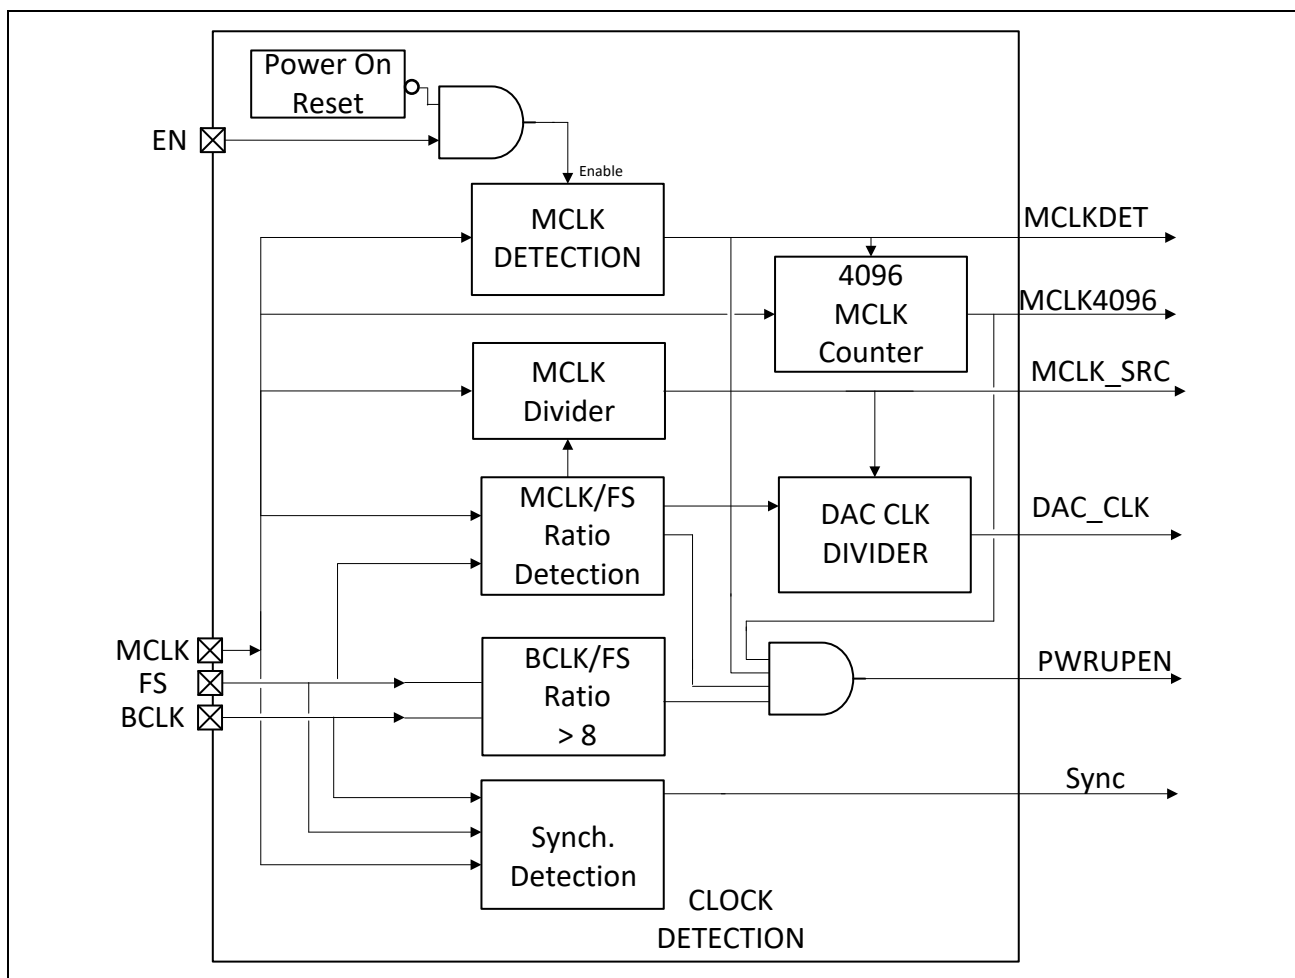 Power On
Reset
EN
Enable
MCLK
DETECTION
MCLKDET
4096
MCLK
Counter
MCLK4096
MCLK
Divider
MCLK_SRC
MCLK/FS
Ratio
Detection
DAC CLK
DIVIDER
DAC_CLK
MCLK
FS
BCLK
BCLK/FS
Ratio
> 8
PWRUPEN
Synch.
Detection
Sync
CLOCK
DETECTION